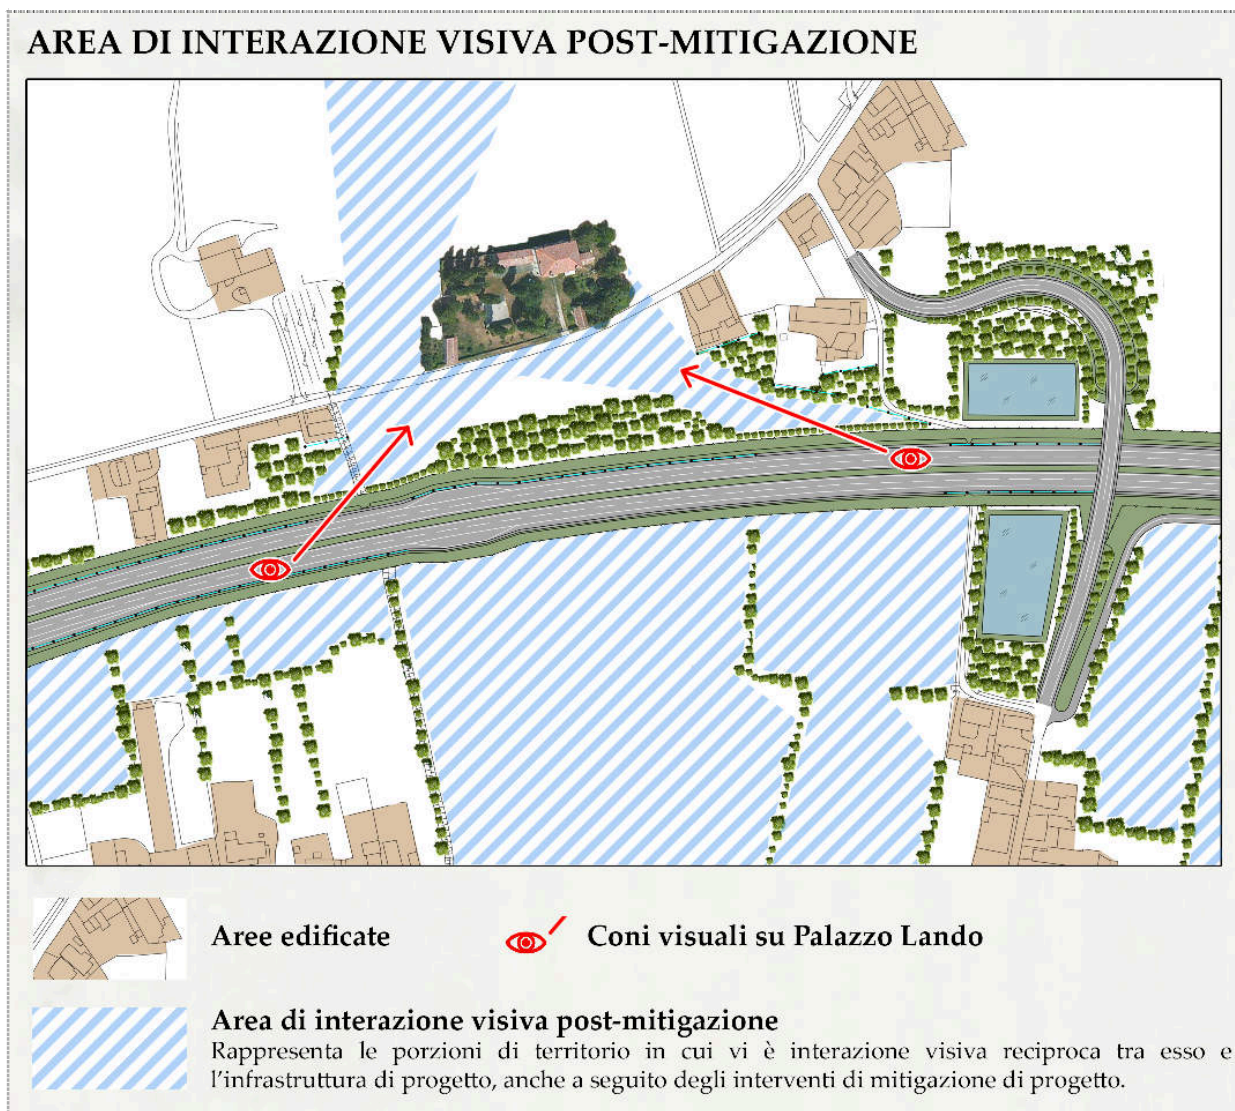 AREA DI INTERAZIONE VISIVA POST-MITIGAZIONE
Aree edificate
Coni visuali su Palazzo Lando
Area di interazione visiva post-mitigazione
Rappresenta le porzioni di territorio in cui vi è interazione visiva reciproca tra esso e
l'infrastruttura di progetto, anche a seguito degli interventi di mitigazione di progetto.